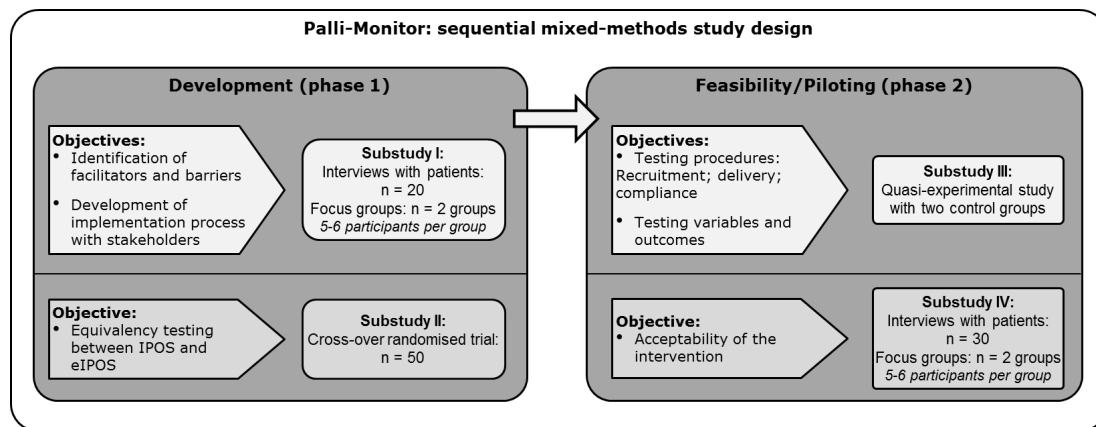 Palli-Monitor: sequential mixed-methods study design
Development (phase 1)
Objectives:
• Identification of
facilitators and barriers
• Development of
implementation process
with stakeholders
Substudy I:
Interviews with patients:
n = 20
Focus groups: n = 2 groups
5-6 participants per group
Objective:
• Equivalency testing
between IPOS and
eIPOS
Substudy II:
Cross-over randomised trial:
n = 50
Feasibility/Piloting (phase 2)
Objectives:
• Testing procedures:
Recruitment; delivery;
compliance
• Testing variables and
outcomes
Substudy III:
Quasi-experimental study
with two control groups
Objective:
• Acceptability of the
intervention
Substudy IV:
Interviews with patients:
n = 30
Focus groups: n = 2 groups
5-6 participants per group